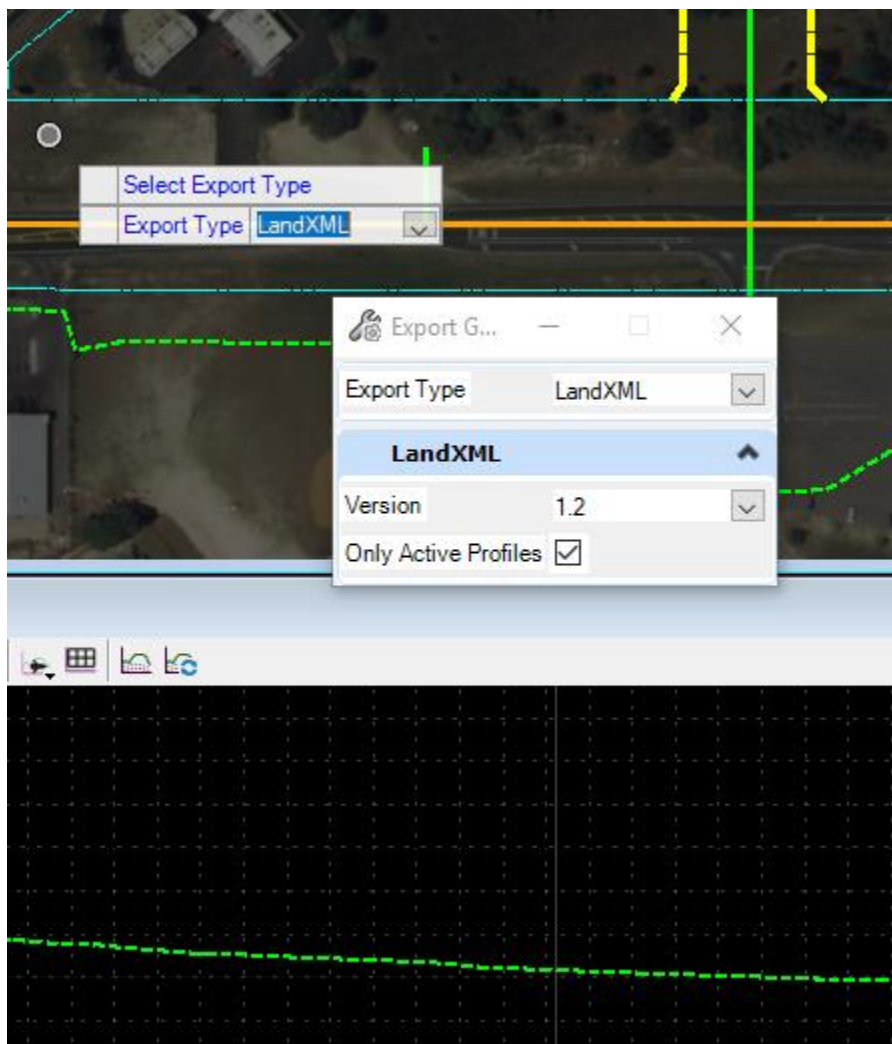 Select Export Type
Export Type LandXML
Export G...
Export Type LandXML
LandXML
Version 1.2
Only Active Profiles